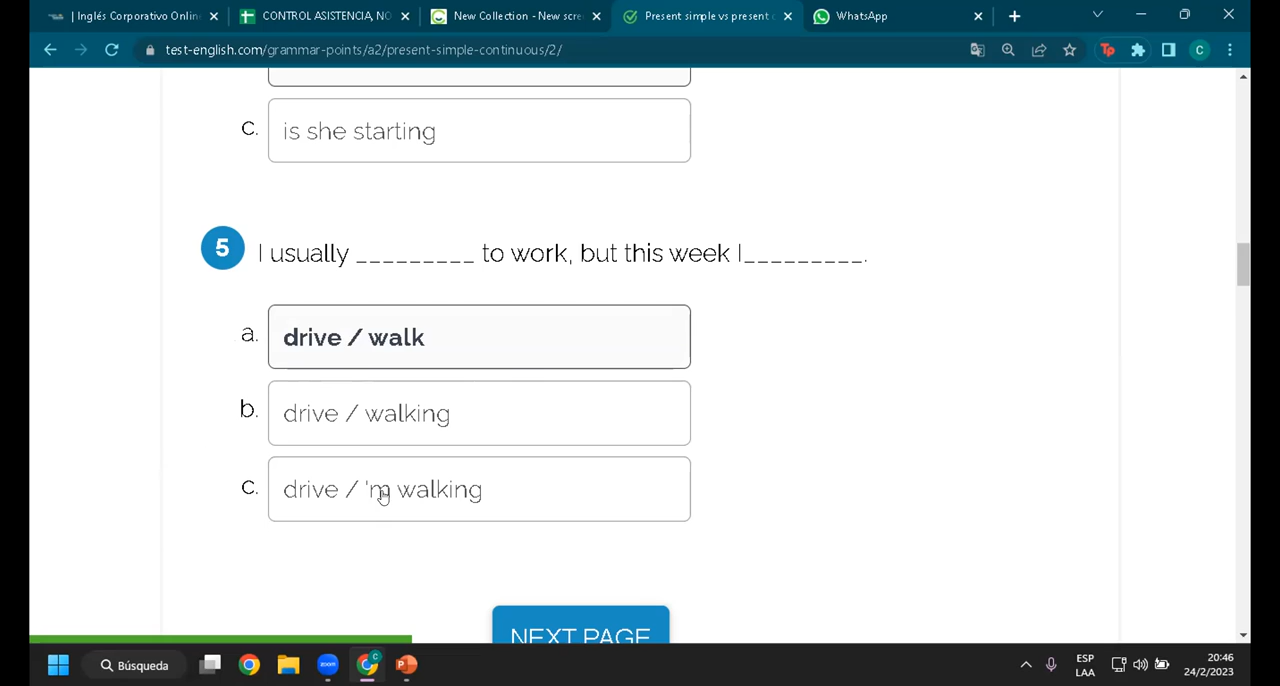 | Inglés Corporativo Onlin
CONTROL ASISTENCIA, NO
New Collection - New scre
Present simple vs present c
WhatsApp
test-english.com/grammar-points/a2/present-simple-continuous/2/
Tp
C
c. is she starting
5 I usually _________ to work, but this week I_________.
a. drive / walk
b. drive / walking
c. drive / 'm walking
NEXT PAGE
Búsqueda
zoom
C
P
ESP
LAA
20:46
24/2/2023